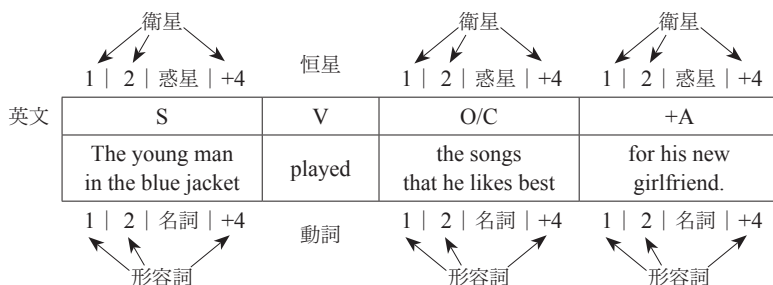 衛星 衛星 衛星
恒星
1 | 2 | 惑星 | +4 1 | 2 | 惑星 | +4 1 | 2 | 惑星 | +4
英文 S V O/C +A
The young man played the songs for his new
in the blue jacket that he likes best girlfriend.
1 | 2 | 名詞 | +4 1 | 2 | 名詞 | +4 1 | 2 | 名詞 | +4
動詞
形容詞 形容詞 形容詞